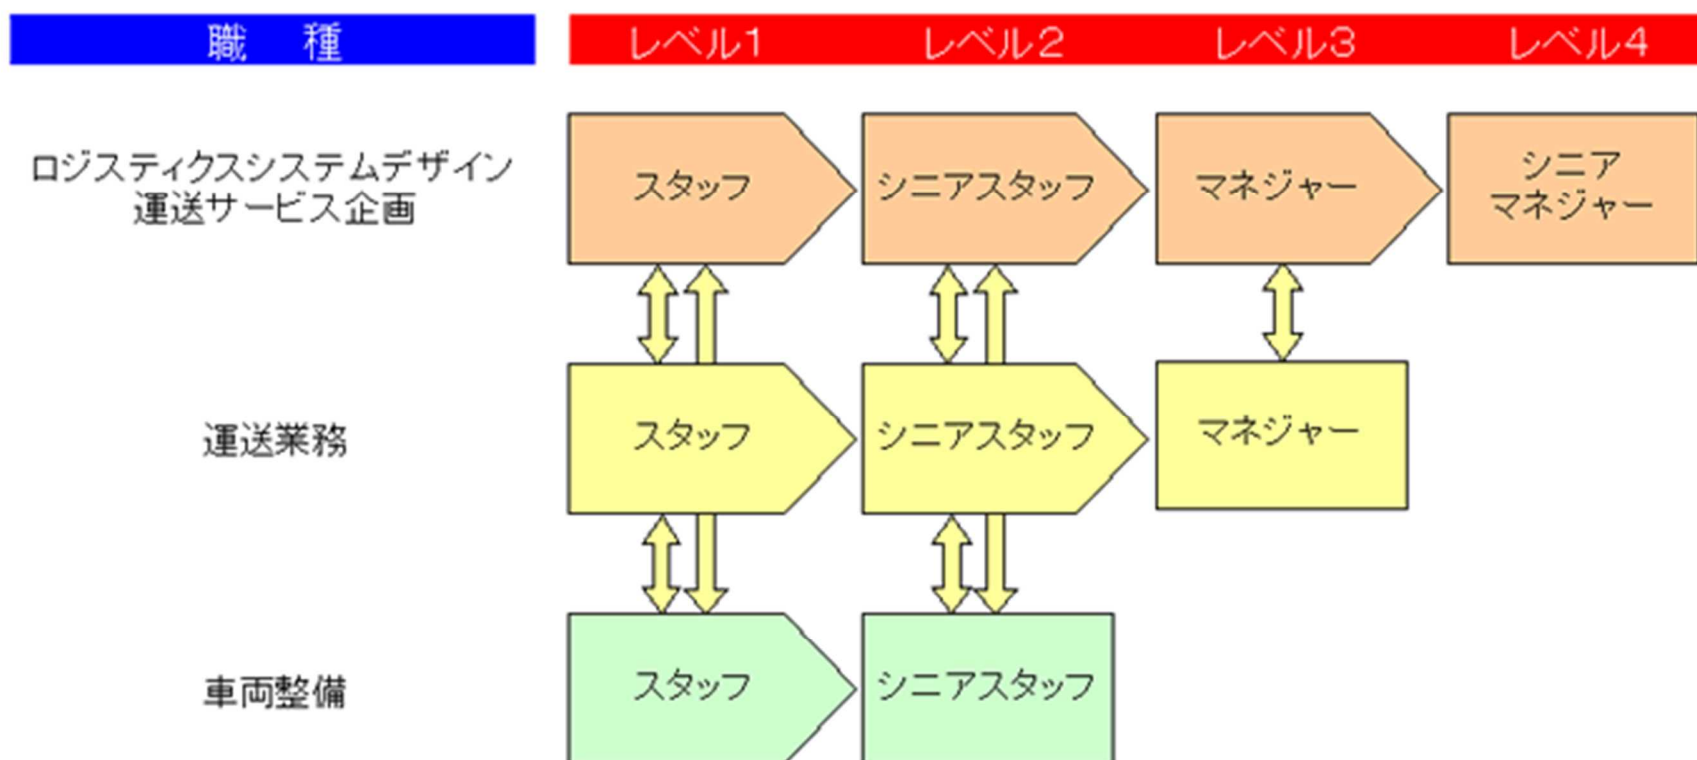 職 種
レベル1 レベル2 レベル3 レベル4
ロジスティクスシステムデザイン
運送サービス企画
スタッフ
シニアスタッフ
マネジャー
シニア
マネジャー
運送業務
スタッフ
シニアスタッフ
マネジャー
車両整備
スタッフ
シニアスタッフ